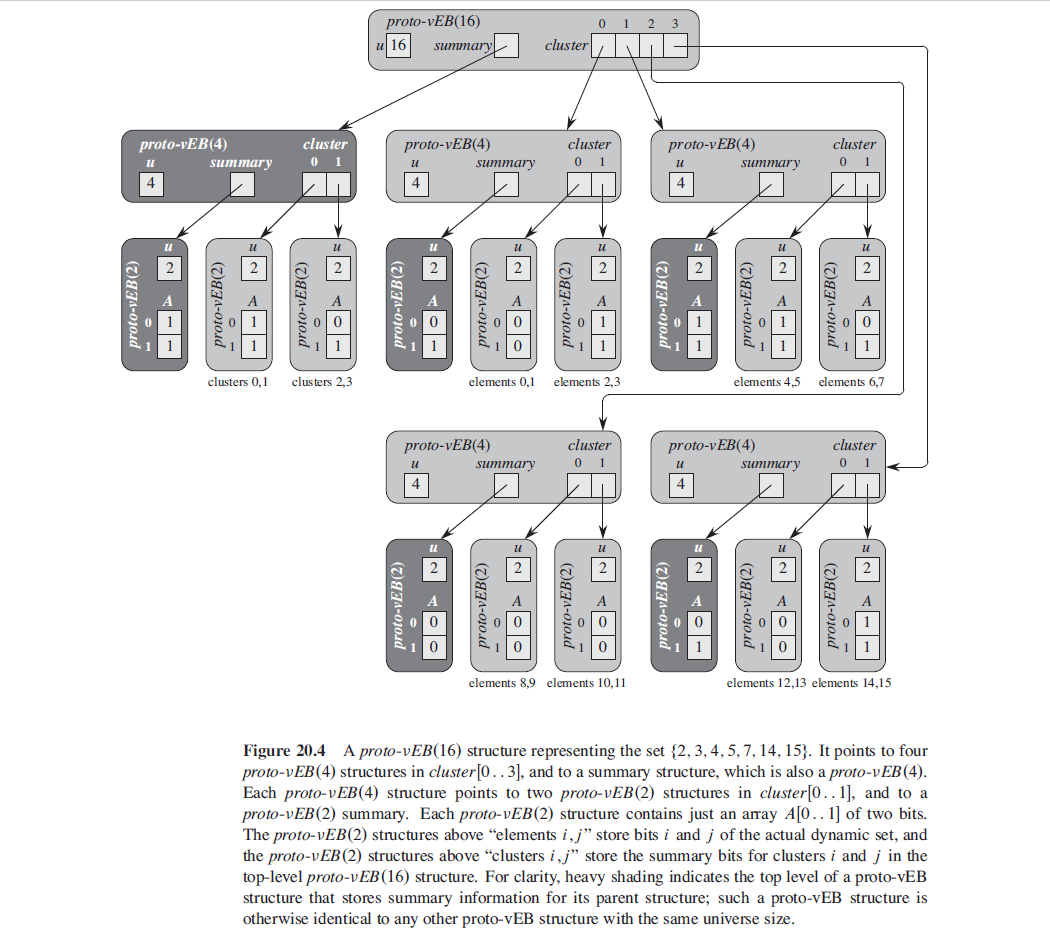 proto-vEB(16)
0 1 2 3
u 16 summary cluster
proto-vEB(4) cluster
u summary 0 1
4
proto-vEB(4) cluster
u summary 0 1
4
proto-vEB(4) cluster
u summary 0 1
4
proto-vEB(2)
u
2
A
0 1
1 1
proto-vEB(2)
u
2
A
0 1
1 1
clusters 0,1
proto-vEB(2)
u
2
A
0 0
1 1
clusters 2,3
proto-vEB(2)
u
2
A
0 0
1 1
proto-vEB(2)
u
2
A
0 0
1 0
elements 0,1
proto-vEB(2)
u
2
A
0 1
1 1
elements 2,3
proto-vEB(2)
u
2
A
0 1
1 1
proto-vEB(2)
u
2
A
0 1
1 1
elements 4,5
proto-vEB(2)
u
2
A
0 0
1 1
elements 6,7
proto-vEB(4) cluster
u summary 0 1
4
proto-vEB(4) cluster
u summary 0 1
4
proto-vEB(2)
u
2
A
0 0
1 0
proto-vEB(2)
u
2
A
0 0
1 0
elements 8,9
proto-vEB(2)
u
2
A
0 0
1 0
elements 10,11
proto-vEB(2)
u
2
A
0 0
1 1
proto-vEB(2)
u
2
A
0 0
1 0
elements 12,13
proto-vEB(2)
u
2
A
0 1
1 1
elements 14,15
Figure 20.4 A proto-vEB(16) structure representing the set {2, 3, 4, 5, 7, 14, 15}. It points to four
proto-vEB(4) structures in cluster[0 . . 3], and to a summary structure, which is also a proto-vEB(4).
Each proto-vEB(4) structure points to two proto-vEB(2) structures in cluster[0 . . 1], and to a
proto-vEB(2) summary. Each proto-vEB(2) structure contains just an array A[0 . . 1] of two bits.
The proto-vEB(2) structures above “elements i,j” store bits i and j of the actual dynamic set, and
the proto-vEB(2) structures above “clusters i,j” store the summary bits for clusters i and j in the
top-level proto-vEB(16) structure. For clarity, heavy shading indicates the top level of a proto-vEB
structure that stores summary information for its parent structure; such a proto-vEB structure is
otherwise identical to any other proto-vEB structure with the same universe size.